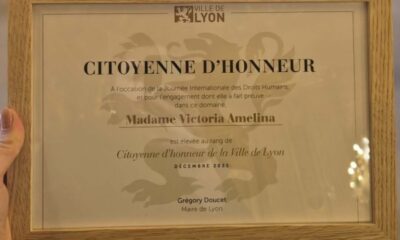 VILLE DE
LYON
CITOYENNE D'HONNEUR
À l'occasion de la Journée Internationale des Droits Humains,
et pour l'engagement dont elle a fait preuve
dans ce domaine,
Madame Victoria Amelina
est élevée au rang de
Citoyenne d'honneur de la Ville de Lyon
DÉCEMBRE 2025
Grégory Doucet,
Maire de Lyon